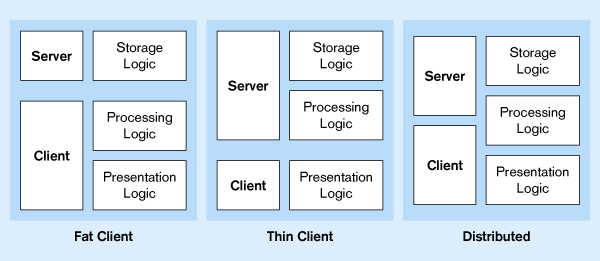 Server
Storage
Logic
Client
Processing
Logic
Presentation
Logic
Fat Client
Server
Storage
Logic
Processing
Logic
Client
Presentation
Logic
Thin Client
Server
Storage
Logic
Processing
Logic
Client
Presentation
Logic
Distributed